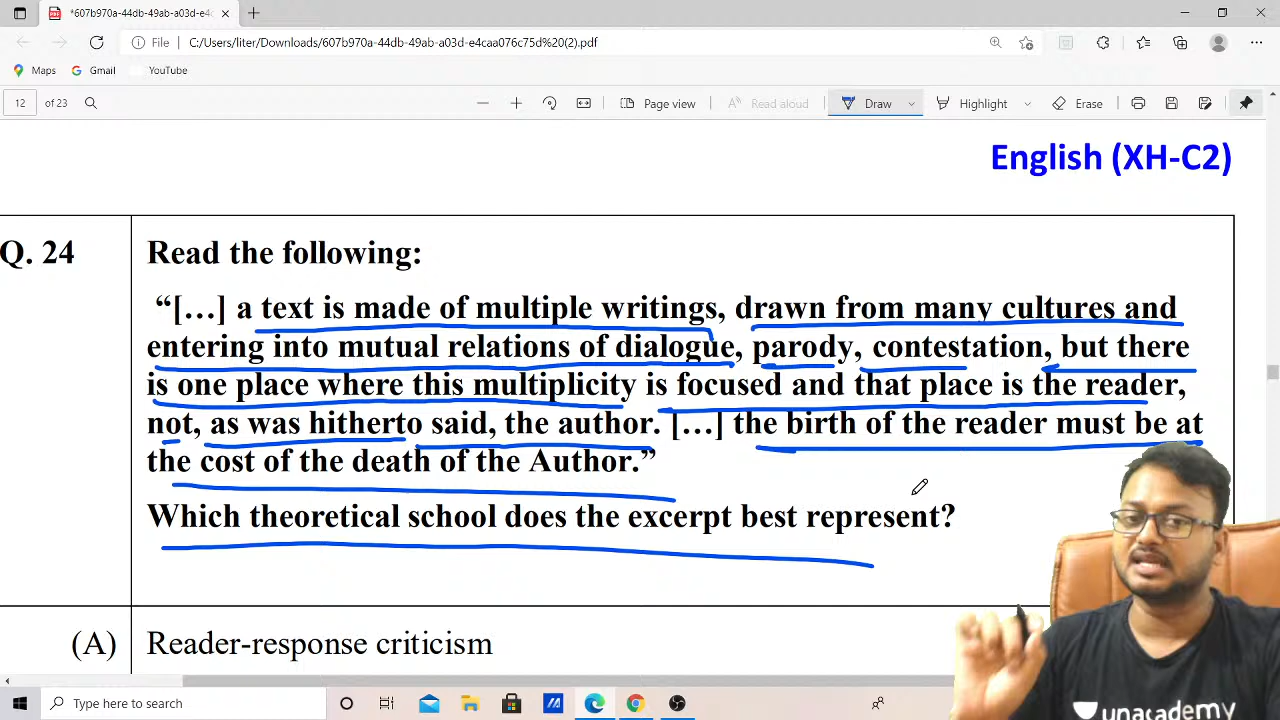 *607b970a-44db-49ab-a03d-e4c
File C:/Users/liter/Downloads/607b970a-44db-49ab-a03d-e4caa076c75d%20(2).pdf
Maps Gmail YouTube
12 of 23 Page view Read aloud Draw Highlight Erase
English (XH-C2)
Q. 24 Read the following:
“[…] a text is made of multiple writings, drawn from many cultures and
entering into mutual relations of dialogue, parody, contestation, but there
is one place where this multiplicity is focused and that place is the reader,
not, as was hitherto said, the author. […] the birth of the reader must be at
the cost of the death of the Author.”
Which theoretical school does the excerpt best represent?
(A) Reader-response criticism
Type here to search
unacademy